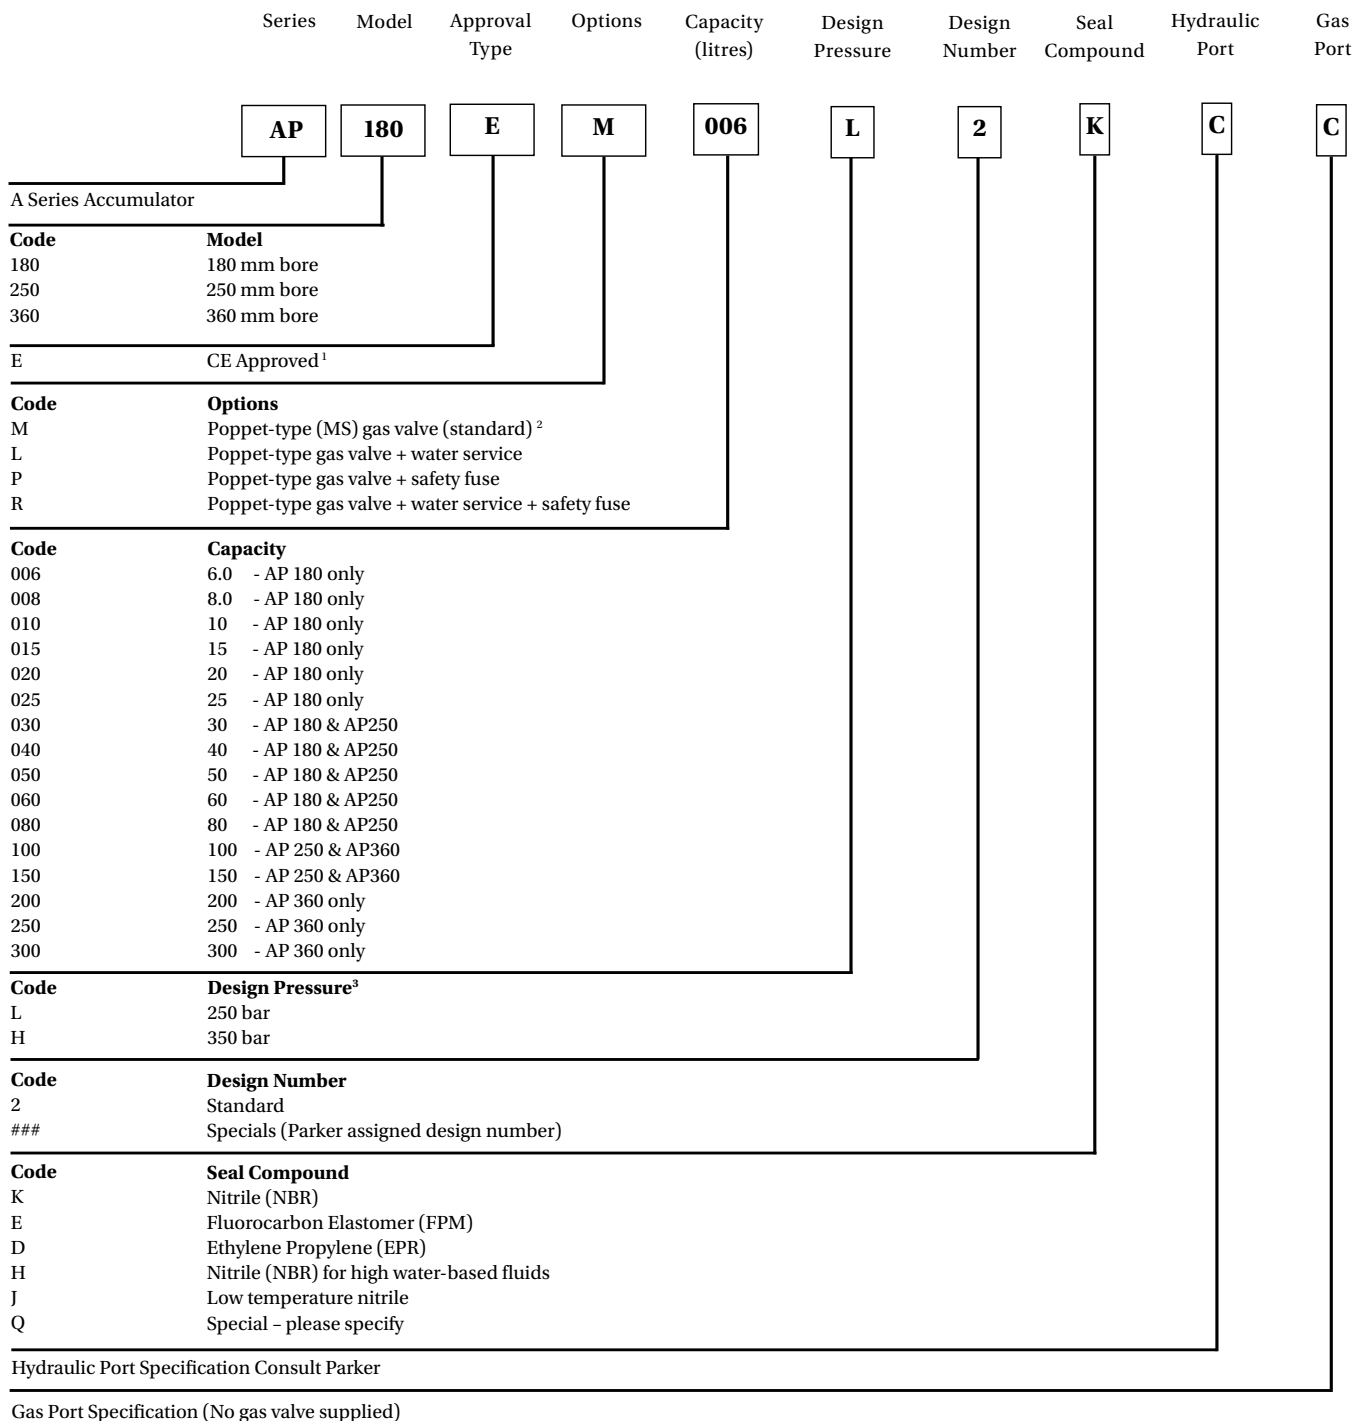 Series Model Approval Options Capacity Design Design Seal Hydraulic Gas
Type (litres) Pressure Number Compound Port Port
AP 180 E M 006 L 2 K C C
A Series Accumulator
Code Model
180 180 mm bore
250 250 mm bore
360 360 mm bore
E CE Approved ¹
Code Options
M Poppet-type (MS) gas valve (standard) ²
L Poppet-type gas valve + water service
P Poppet-type gas valve + safety fuse
R Poppet-type gas valve + water service + safety fuse
Code Capacity
006 6.0 - AP 180 only
008 8.0 - AP 180 only
010 10 - AP 180 only
015 15 - AP 180 only
020 20 - AP 180 only
025 25 - AP 180 only
030 30 - AP 180 & AP250
040 40 - AP 180 & AP250
050 50 - AP 180 & AP250
060 60 - AP 180 & AP250
080 80 - AP 180 & AP250
100 100 - AP 250 & AP360
150 150 - AP 250 & AP360
200 200 - AP 360 only
250 250 - AP 360 only
300 300 - AP 360 only
Code Design Pressure³
L 250 bar
H 350 bar
Code Design Number
2 Standard
### Specials (Parker assigned design number)
Code Seal Compound
K Nitrile (NBR)
E Fluorocarbon Elastomer (FPM)
D Ethylene Propylene (EPR)
H Nitrile (NBR) for high water-based fluids
J Low temperature nitrile
Q Special – please specify
Hydraulic Port Specification Consult Parker
Gas Port Specification (No gas valve supplied)